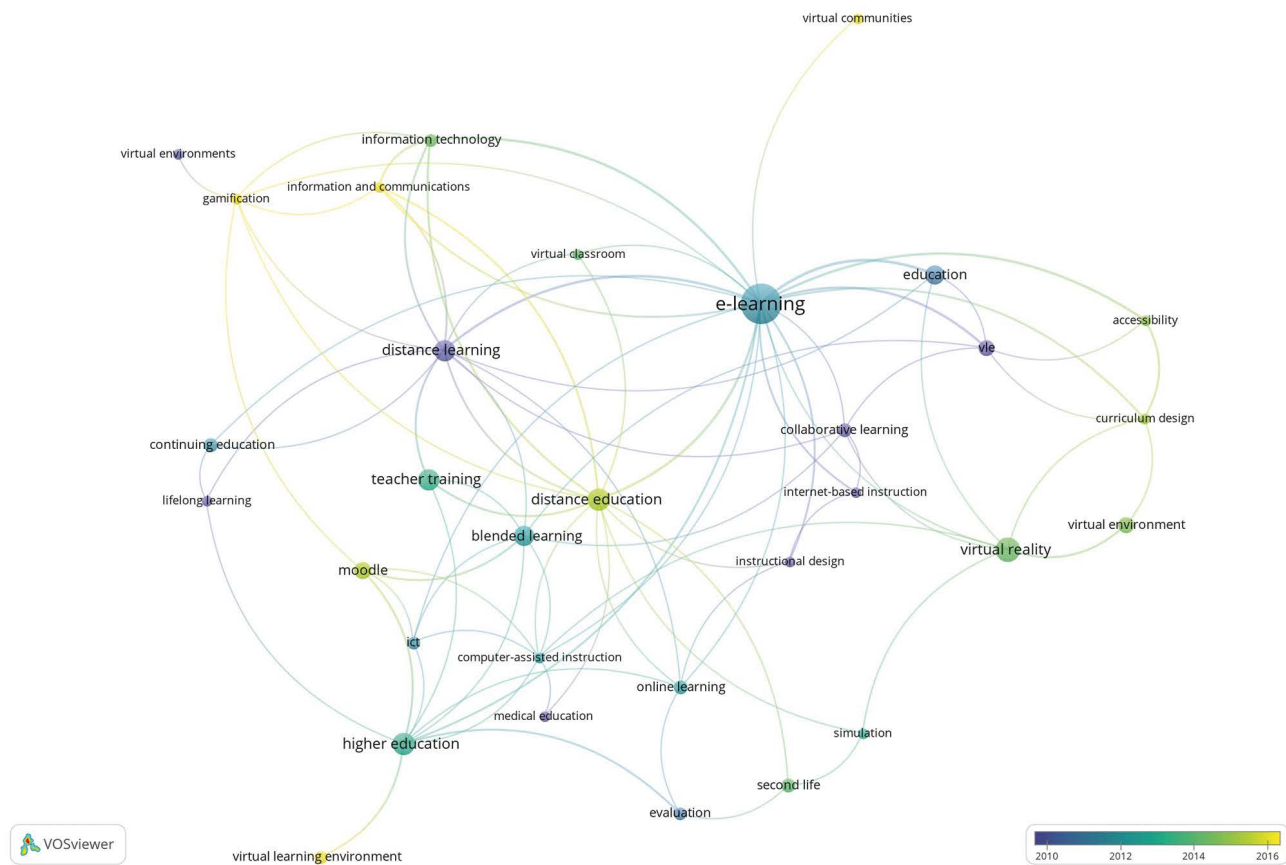 virtual communities
information technology
virtual environments
information and communications
gamification
virtual classroom
education
e-learning
accessibility
distance learning
vle
curriculum design
collaborative learning
continuing education
teacher training
internet-based instruction
lifelong learning
distance education
virtual environment
blended learning
virtual reality
instructional design
moodle
ict
computer-assisted instruction
online learning
medical education
simulation
higher education
second life
evaluation
virtual learning environment
VOSviewer
2010 2012 2014 2016